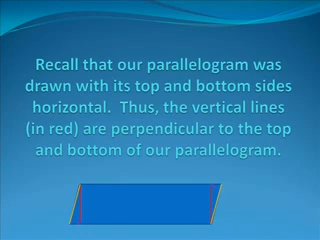 Recall that our parallelogram was
drawn with its top and bottom sides
horizontal.  Thus, the vertical lines
(in red) are perpendicular to the top
and bottom of our parallelogram.